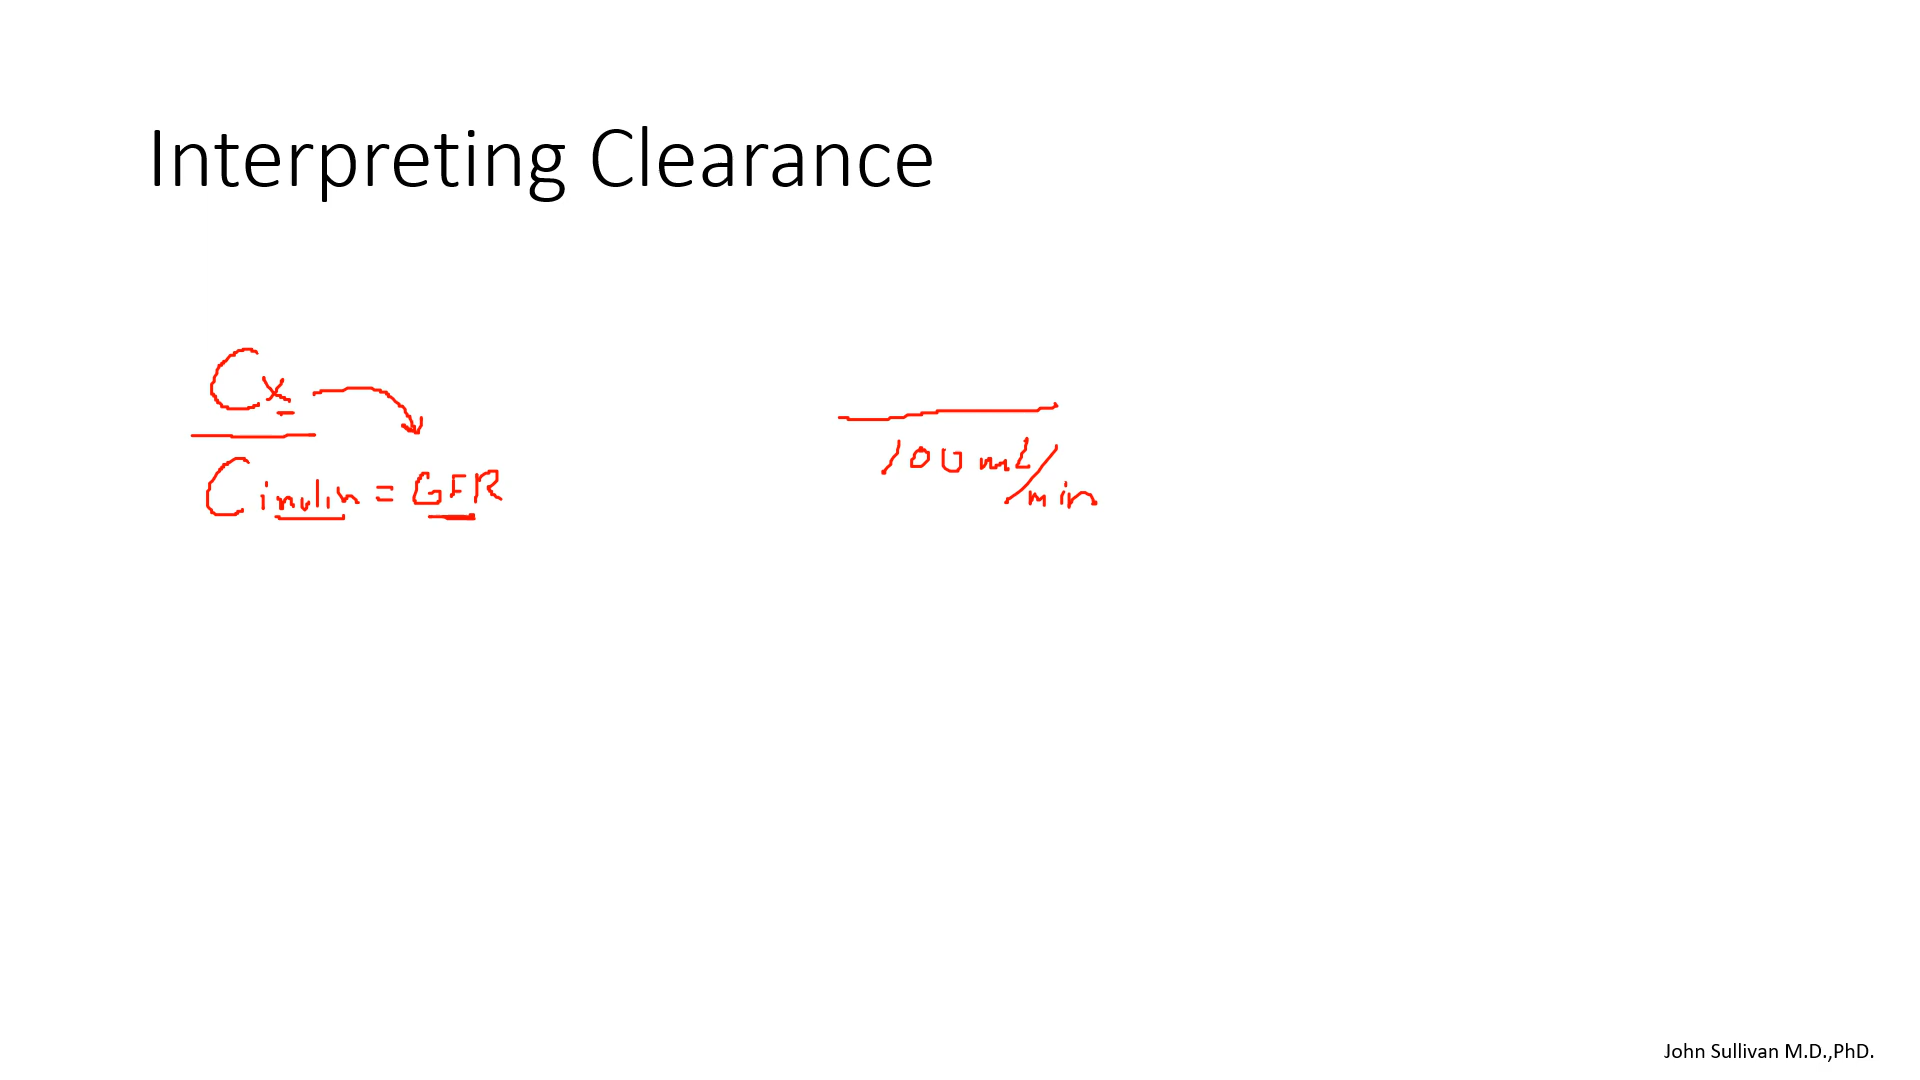 Interpreting Clearance
Cx
Cinulin = GFR
100 mL/min
John Sullivan M.D.,PhD.